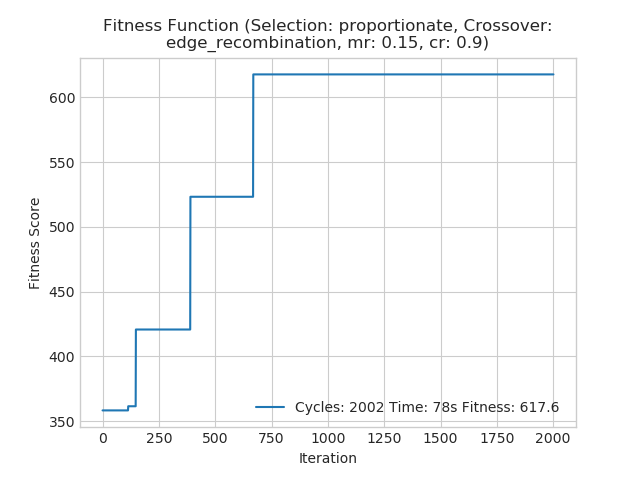 Fitness Function (Selection: proportionate, Crossover:
edge_recombination, mr: 0.15, cr: 0.9)
600
550
500
450
400
350
Fitness Score
Cycles: 2002 Time: 78s Fitness: 617.6
0 250 500 750 1000 1250 1500 1750 2000
Iteration